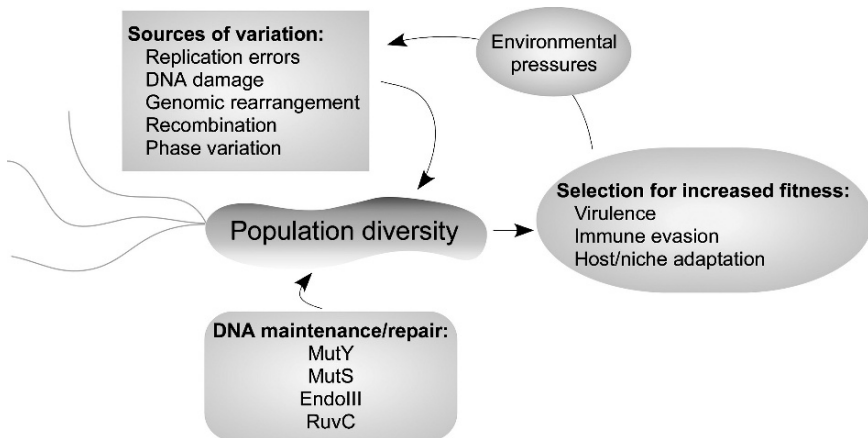 Sources of variation:
Replication errors
DNA damage
Genomic rearrangement
Recombination
Phase variation
Environmental
pressures
Population diversity
Selection for increased fitness:
Virulence
Immune evasion
Host/niche adaptation
DNA maintenance/repair:
MutY
MutS
EndoIII
RuvC